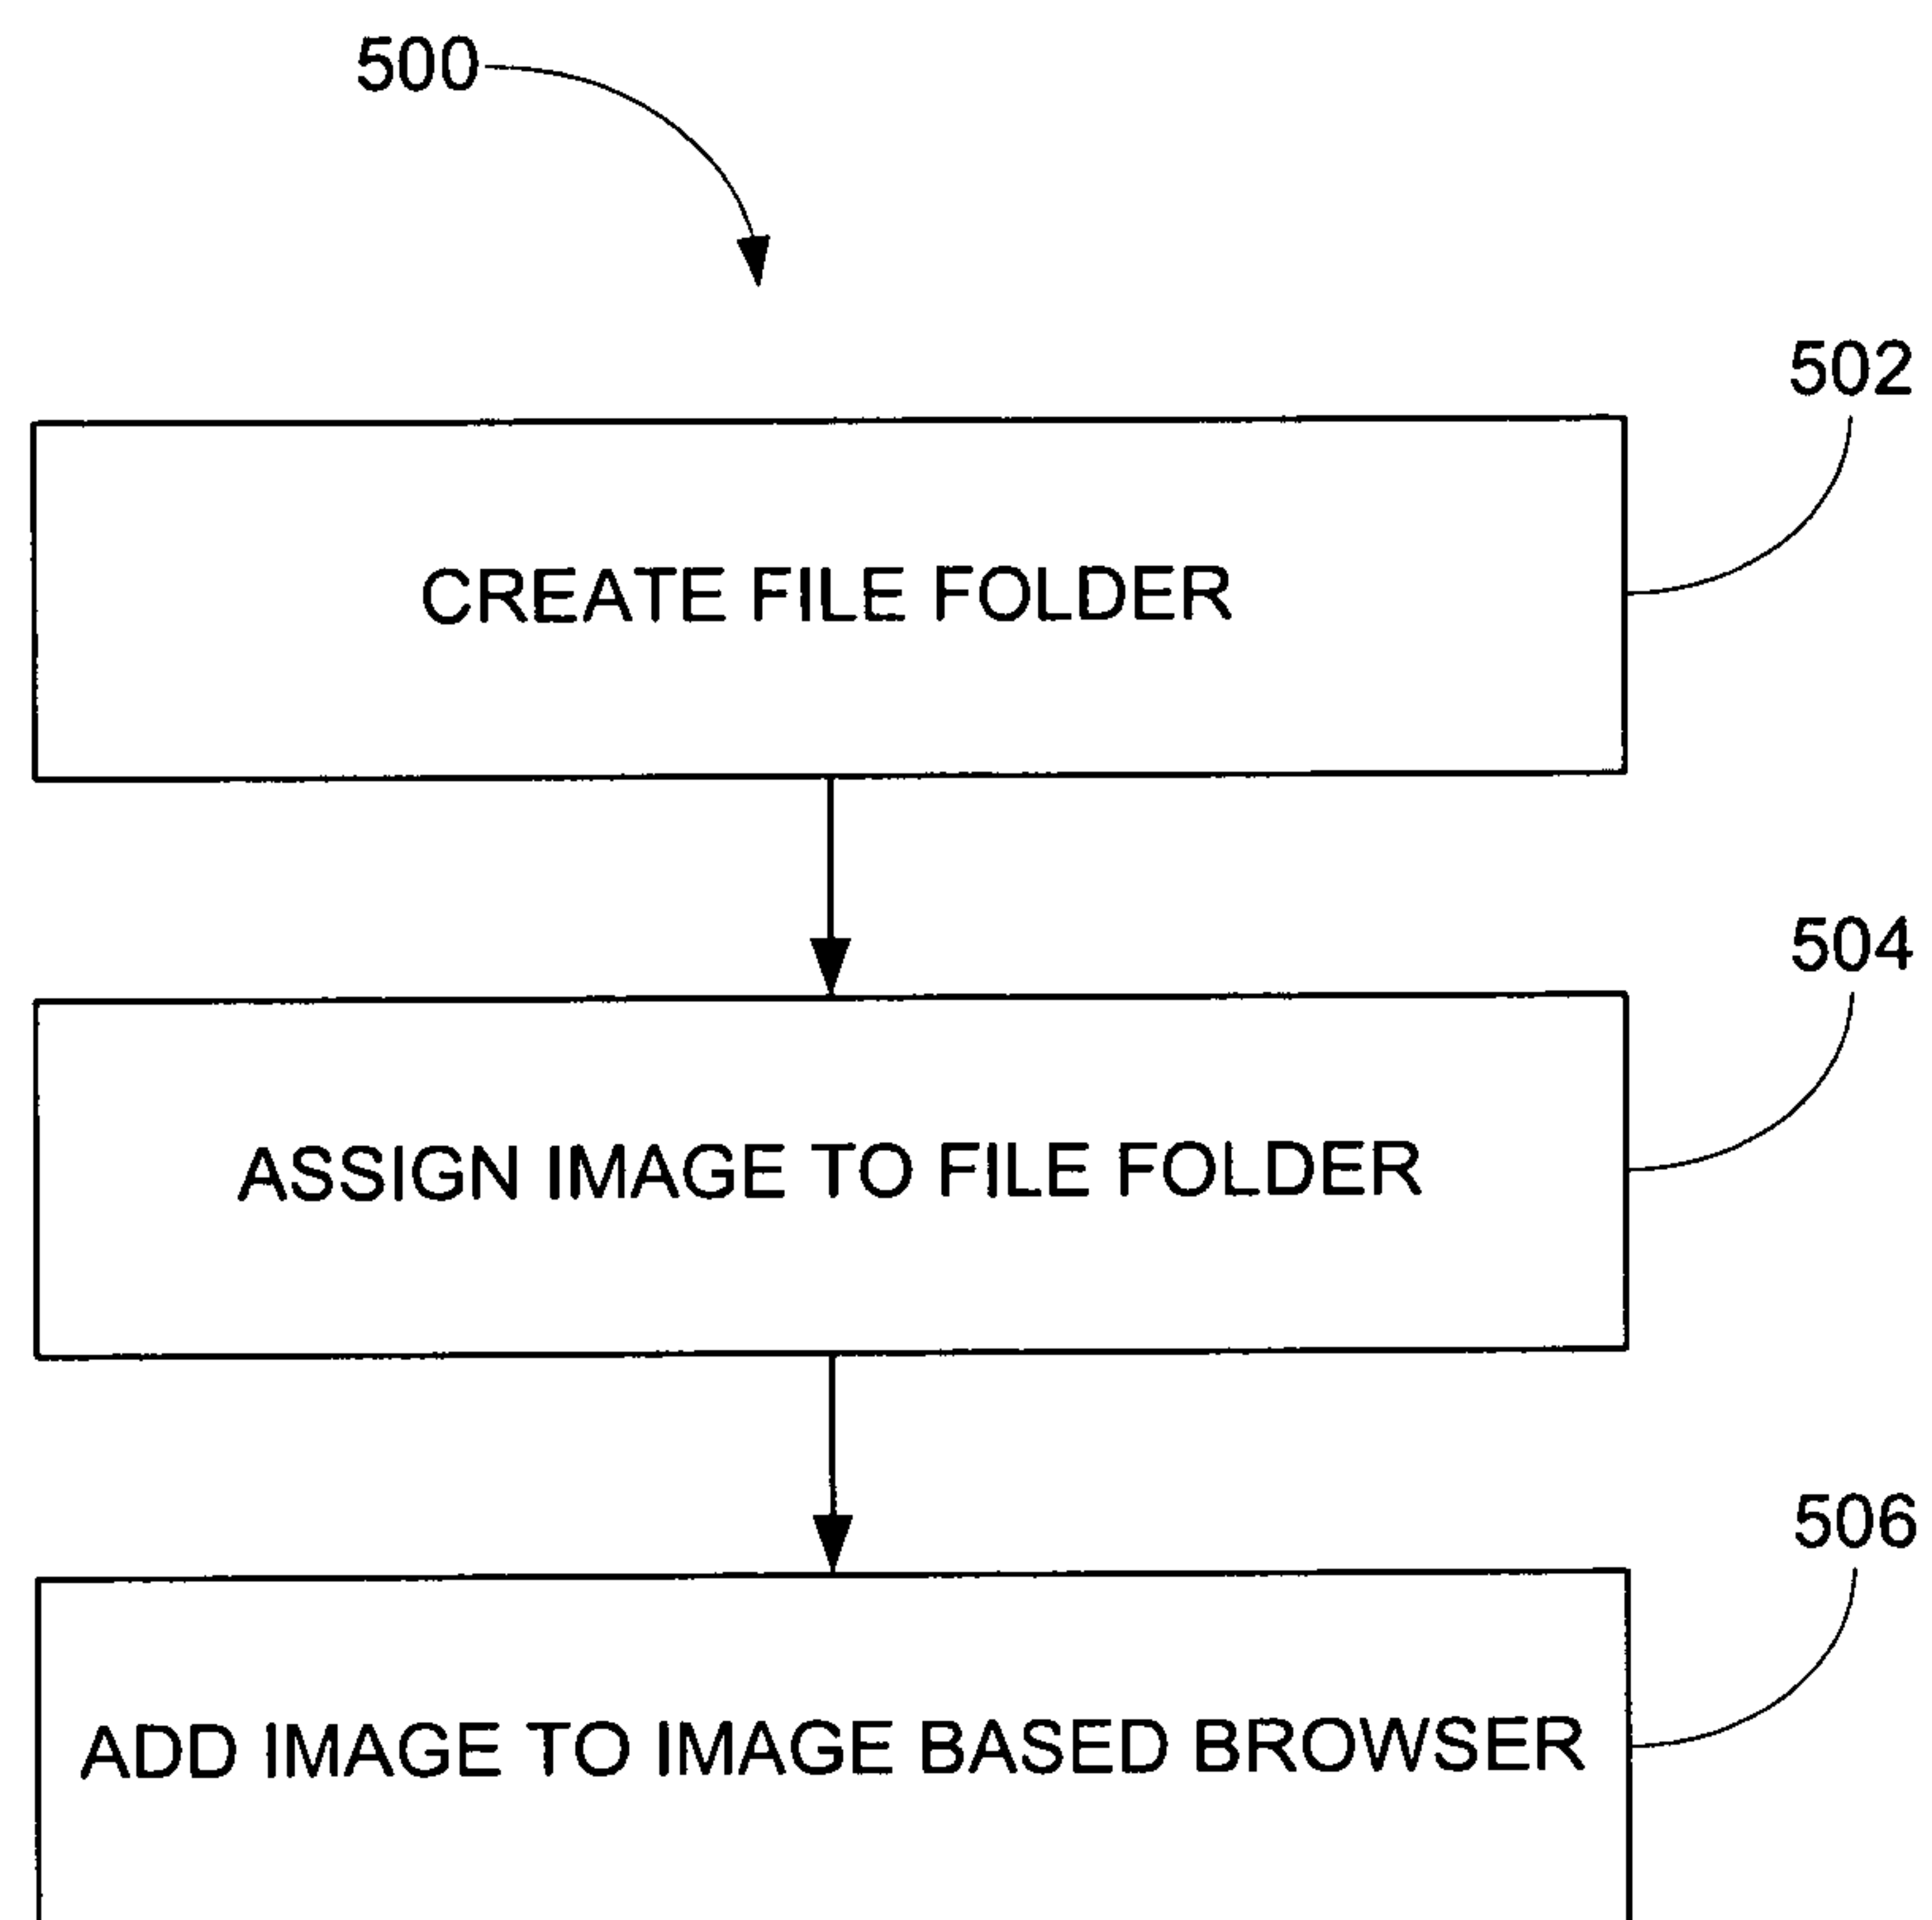 500
502
CREATE FILE FOLDER
504
ASSIGN IMAGE TO FILE FOLDER
506
ADD IMAGE TO IMAGE BASED BROWSER